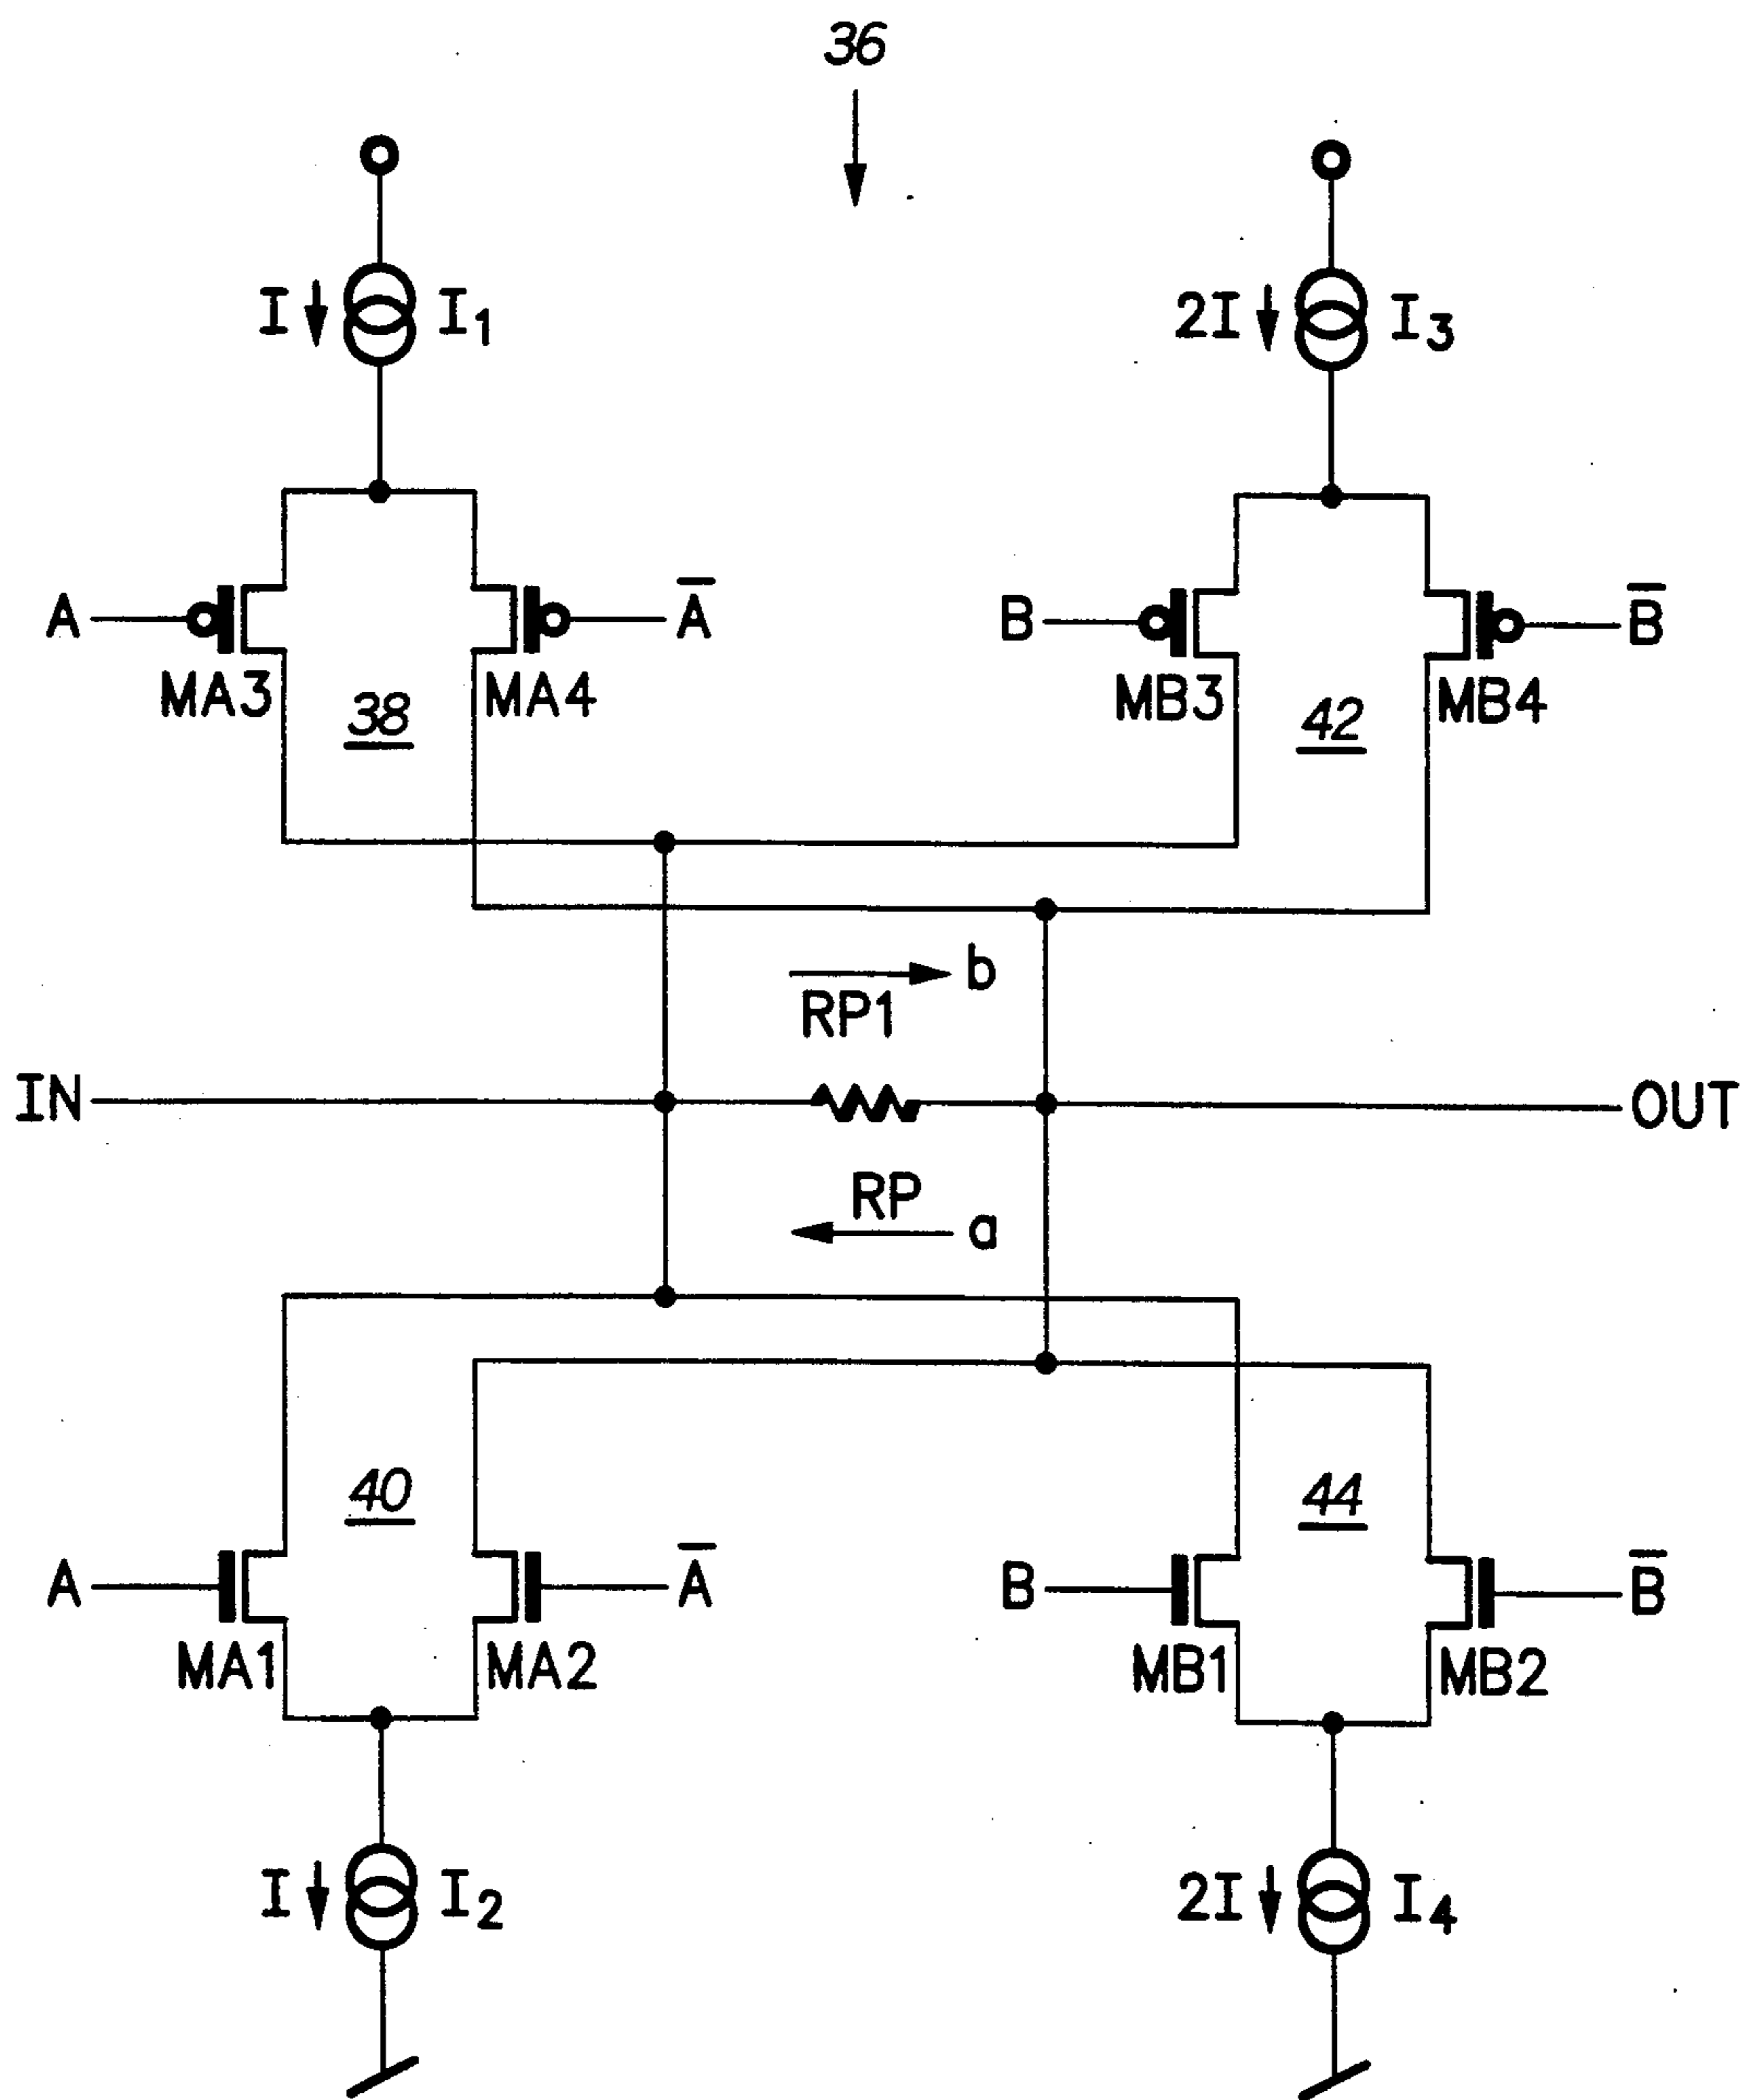 36
I I₁ 2I I₃
A A̅ B B̅
MA3 38 MA4 MB3 42 MB4
b
RP1
IN OUT
RP
a
40 44
A A̅ B B̅
MA1 MA2 MB1 MB2
I I₂ 2I I₄